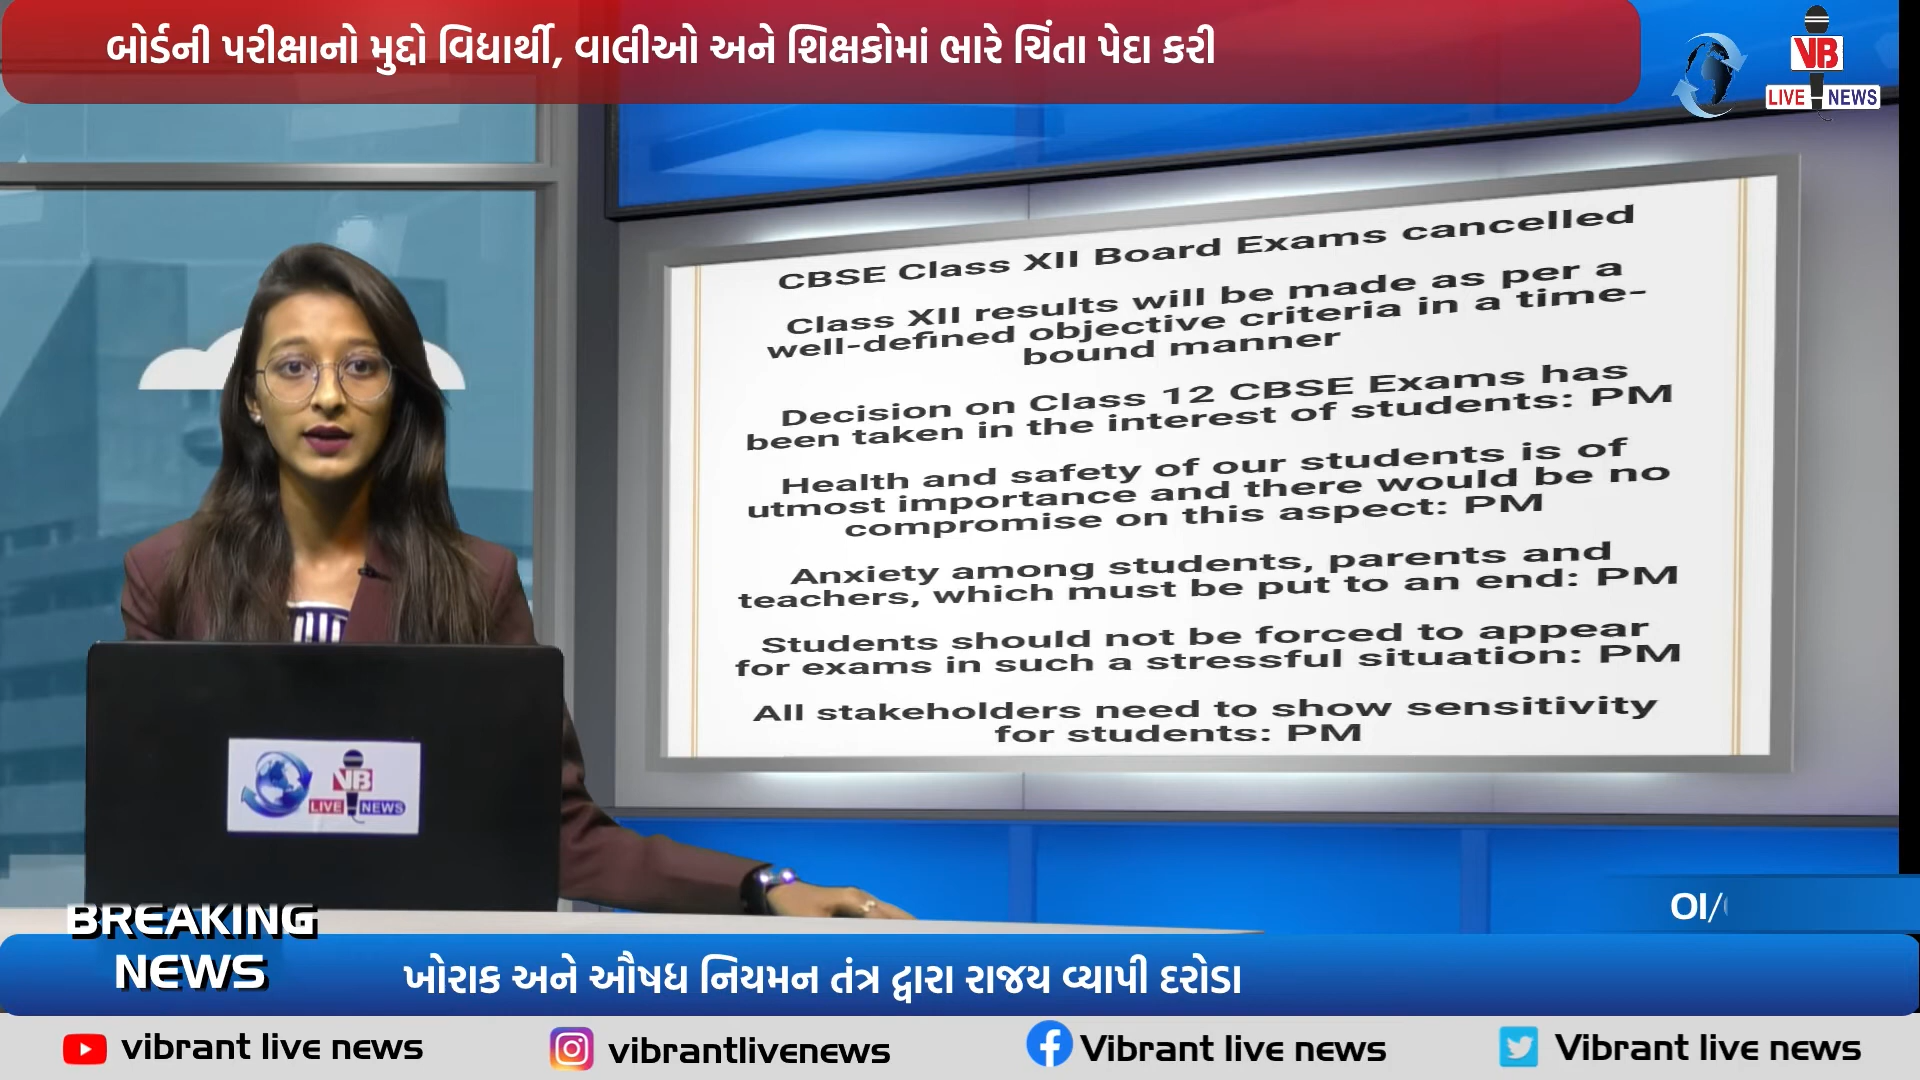 બોર્ડની પરીક્ષાનો મુદ્દો વિદ્યાર્થી, વાલીઓ અને શિક્ષકોમાં ભારે ચિંતા પેદા કરી
VB
LIVE NEWS
CBSE Class XII Board Exams cancelled
Class XII results will be made as per a
well-defined objective criteria in a time-
bound manner
Decision on Class 12 CBSE Exams has
been taken in the interest of students: PM
Health and safety of our students is of
utmost importance and there would be no
compromise on this aspect: PM
Anxiety among students, parents and
teachers, which must be put to an end: PM
Students should not be forced to appear
for exams in such a stressful situation: PM
All stakeholders need to show sensitivity
for students: PM
VB
LIVE NEWS
01/
BREAKING
NEWS
ખોરાક અને ઔષધ નિયમન તંત્ર દ્વારા રાજય વ્યાપી દરોડા
vibrant live news
vibrantlivenews
Vibrant live news
Vibrant live news